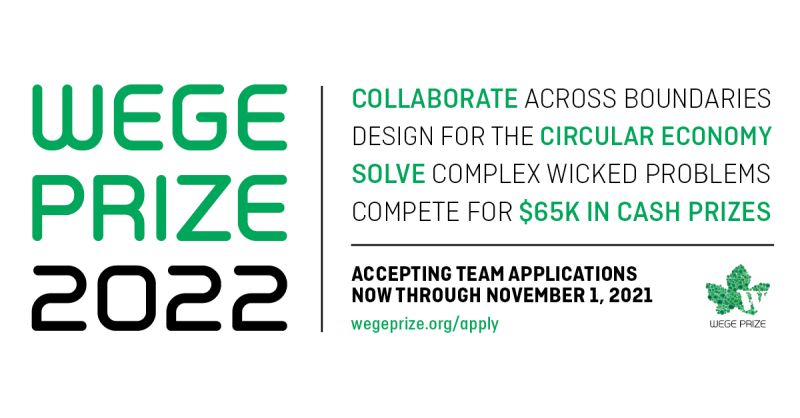 WEGE
PRIZE
2022
COLLABORATE ACROSS BOUNDARIES
DESIGN FOR THE CIRCULAR ECONOMY
SOLVE COMPLEX WICKED PROBLEMS
COMPETE FOR $65K IN CASH PRIZES
ACCEPTING TEAM APPLICATIONS
NOW THROUGH NOVEMBER 1, 2021
wegeprize.org/apply
W
WEGE PRIZE